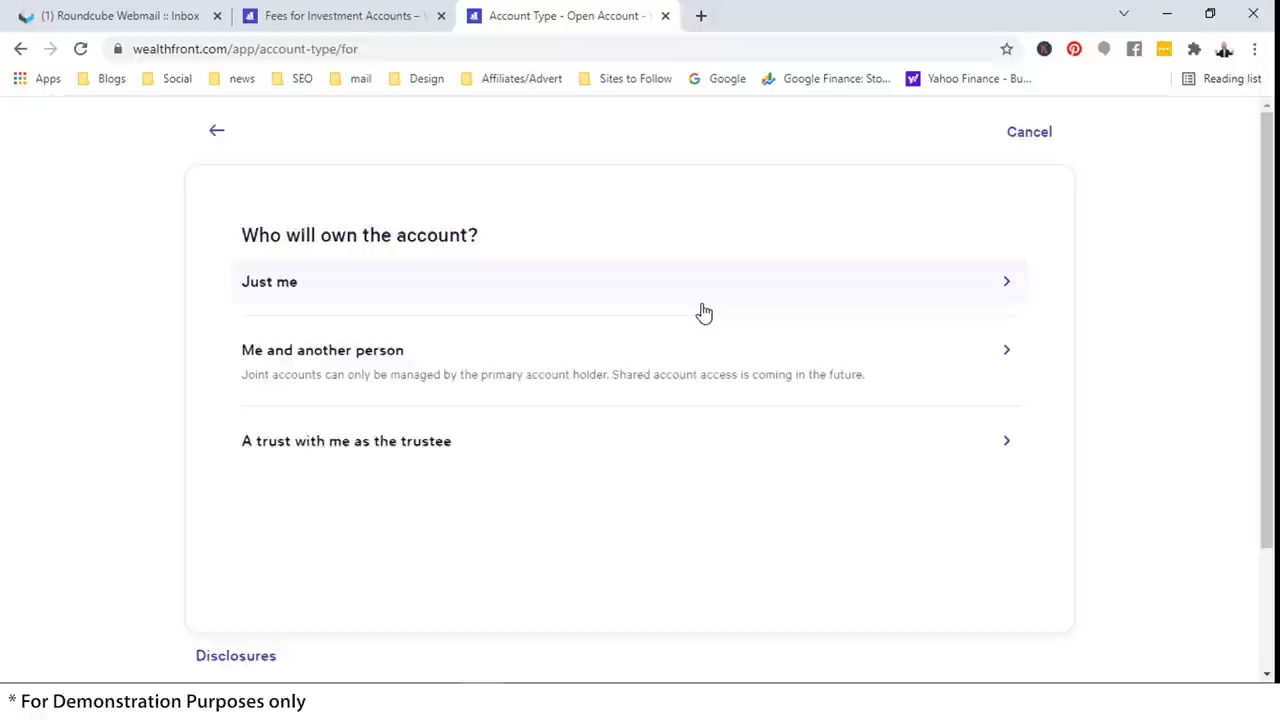 (1) Roundcube Webmail :: Inbox
Fees for Investment Accounts –
Account Type - Open Account -
wealthfront.com/app/account-type/for
Apps
Blogs
Social
news
SEO
mail
Design
Affiliates/Advert
Sites to Follow
Google
Google Finance: Sto...
Yahoo Finance - Bu...
Reading list
Cancel
Who will own the account?
Just me
Me and another person
Joint accounts can only be managed by the primary account holder. Shared account access is coming in the future.
A trust with me as the trustee
Disclosures
* For Demonstration Purposes only